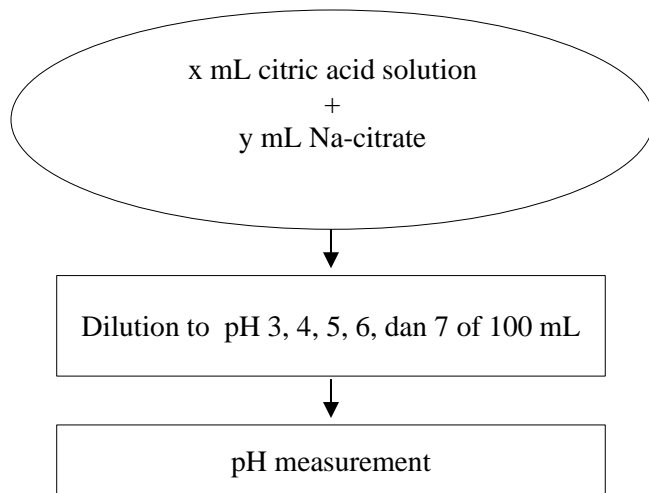 x mL citric acid solution
+
y mL Na-citrate
Dilution to pH 3, 4, 5, 6, dan 7 of 100 mL
pH measurement